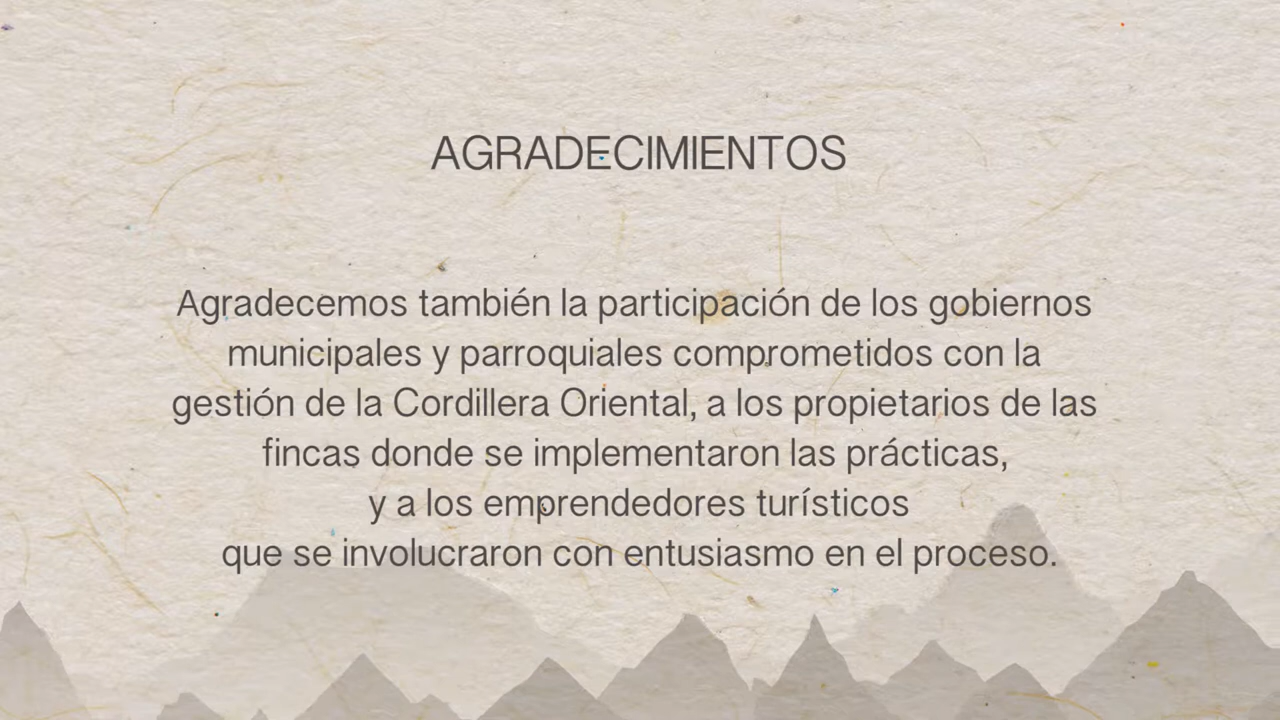 AGRADECIMIENTOS
Agradecemos también la participación de los gobiernos
municipales y parroquiales comprometidos con la
gestión de la Cordillera Oriental, a los propietarios de las
fincas donde se implementaron las prácticas,
y a los emprendedores turísticos
que se involucraron con entusiasmo en el proceso.